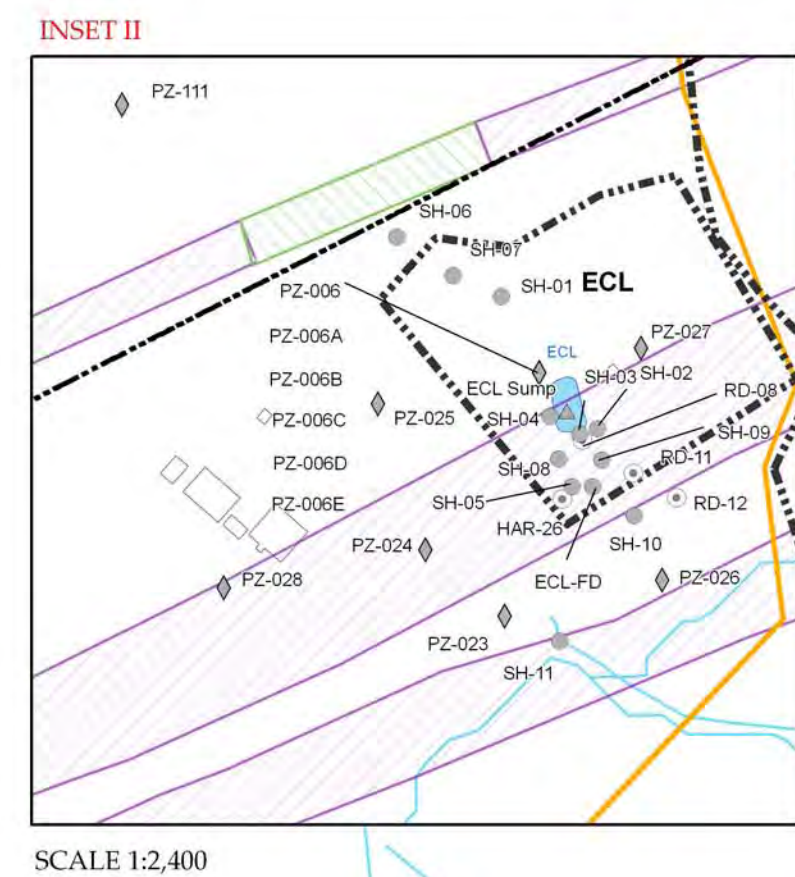 INSET II
PZ-111
SH-06
SH-07
PZ-006
SH-01
ECL
PZ-006A
PZ-027
ECL
PZ-006B
ECL Sump
SH-03
SH-02
RD-08
PZ-006C
PZ-025
SH-04
SH-09
PZ-006D
SH-08
RD-11
PZ-006E
SH-05
RD-12
HAR-26
PZ-024
SH-10
PZ-028
ECL-FD
PZ-026
PZ-023
SH-11
SCALE 1:2,400